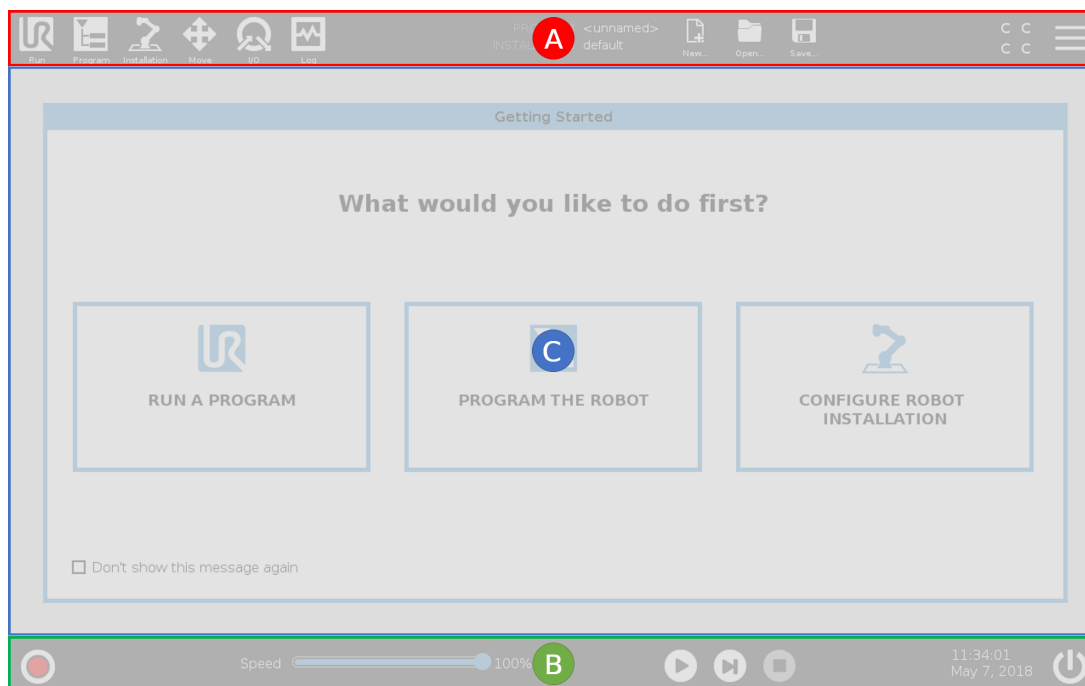 <unnamed>
default
Run
Program
Installation
Move
I/O
Log
New...
Open...
Save...
C C
C C
A
Getting Started
What would you like to do first?
C
RUN A PROGRAM
PROGRAM THE ROBOT
CONFIGURE ROBOT
INSTALLATION
Don't show this message again
Speed
100%
B
11:34:01
May 7, 2018